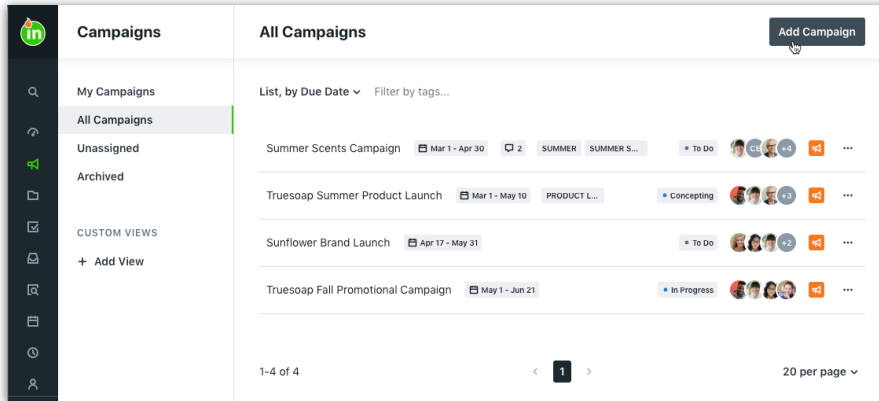 in
Campaigns
All Campaigns
Add Campaign
My Campaigns
All Campaigns
Unassigned
Archived
CUSTOM VIEWS
+ Add View
List, by Due Date Filter by tags...
Summer Scents Campaign Mar 1 - Apr 30 2 SUMMER SUMMER S... To Do CB +4
Truesoap Summer Product Launch Mar 1 - May 10 PRODUCT L... Concepting +3
Sunflower Brand Launch Apr 17 - May 31 To Do +2
Truesoap Fall Promotional Campaign May 1 - Jun 21 In Progress
1-4 of 4 < 1 > 20 per page